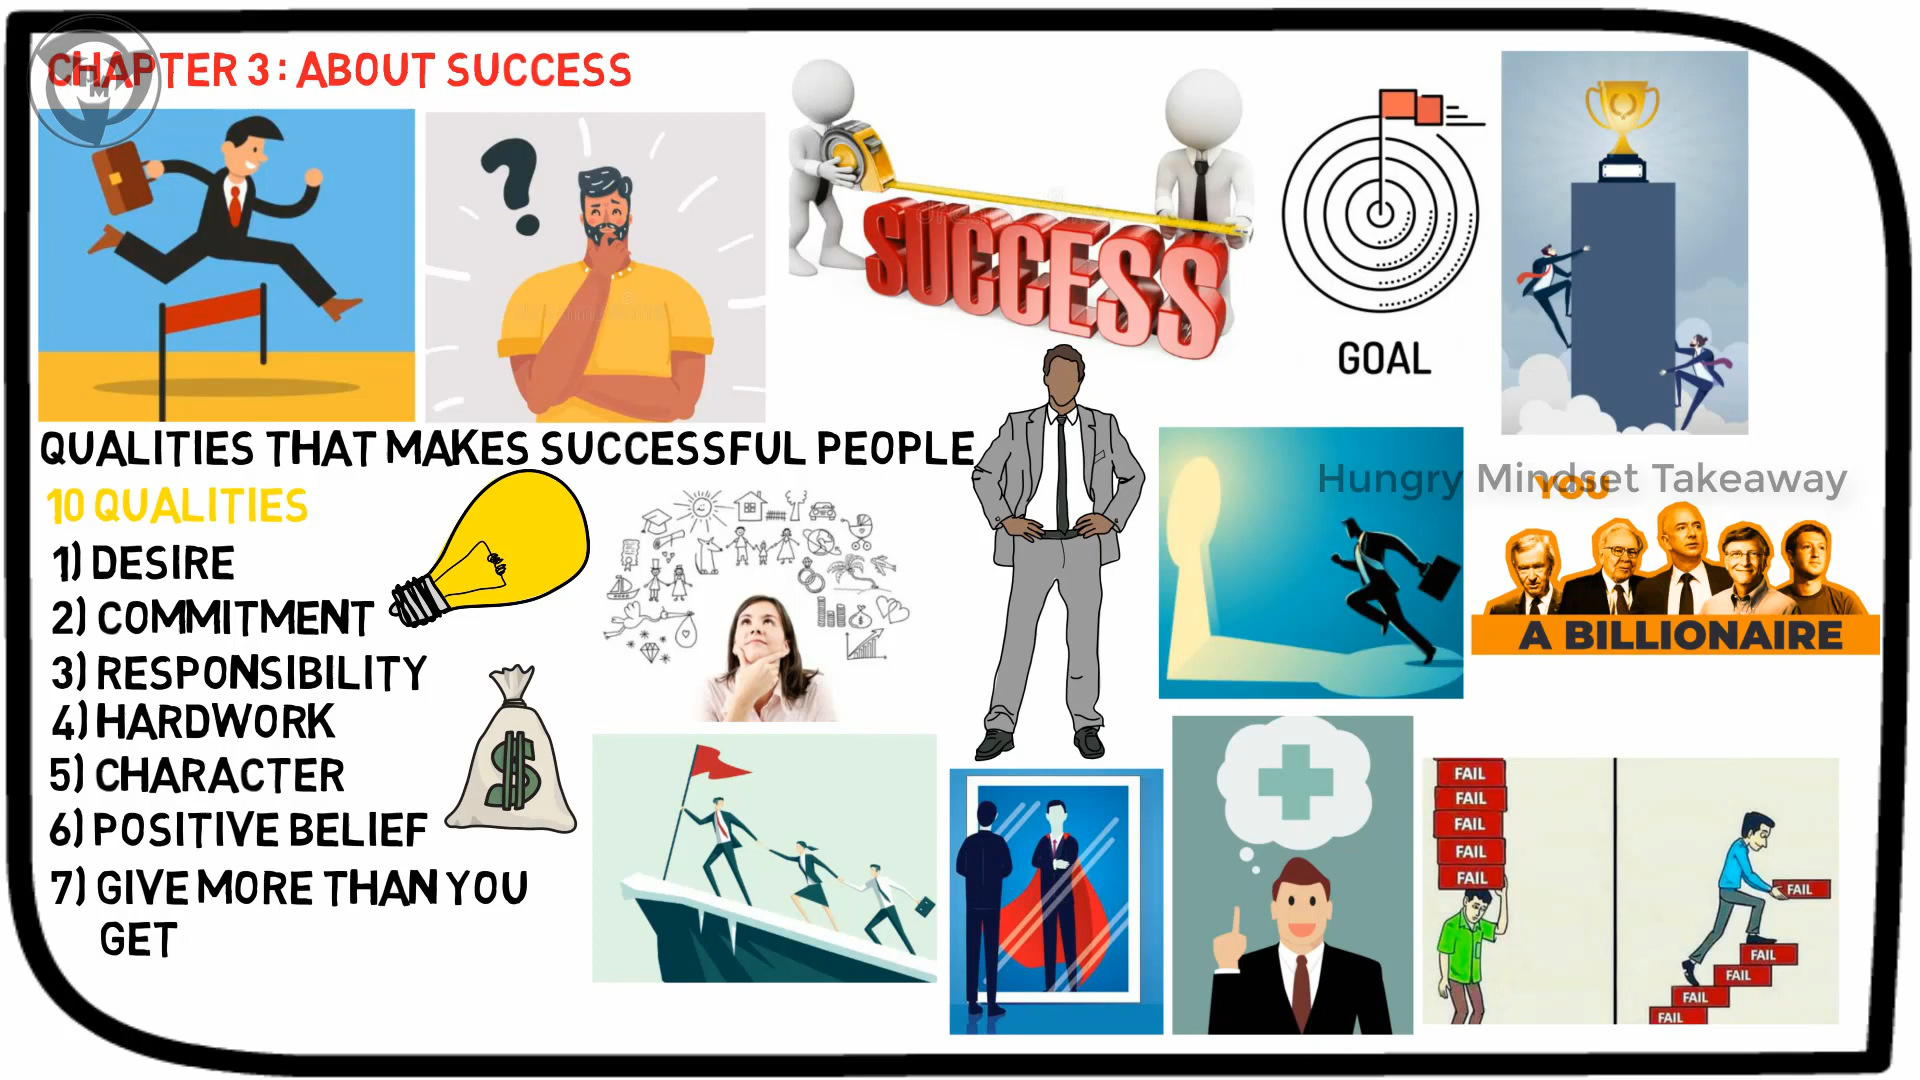 CHAPTER 3 : ABOUT SUCCESS
SUCCESS
GOAL
QUALITIES THAT MAKES SUCCESSFUL PEOPLE
10 QUALITIES
1) DESIRE
2) COMMITMENT
3) RESPONSIBILITY
4) HARDWORK
5) CHARACTER
6) POSITIVE BELIEF
7) GIVE MORE THAN YOU
GET
Hungry Mindset Takeaway
YOU
A BILLIONAIRE
FAIL
FAIL
FAIL
FAIL
FAIL
FAIL
FAIL
FAIL
FAIL
FAIL